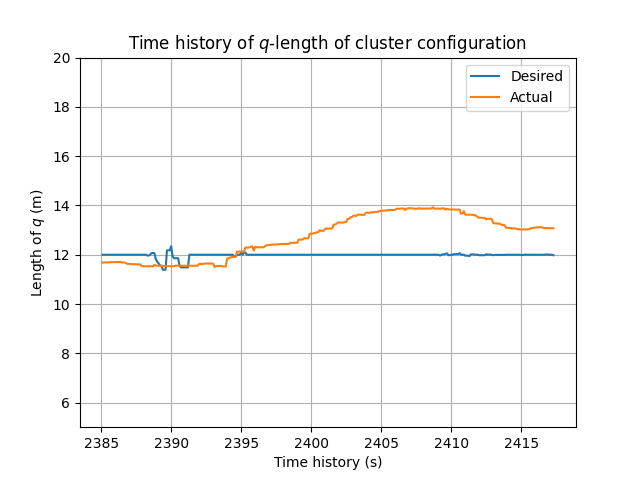 Time history of q-length of cluster configuration
Desired
Actual
Length of q (m)
20
18
16
14
12
10
8
6
2385 2390 2395 2400 2405 2410 2415
Time history (s)